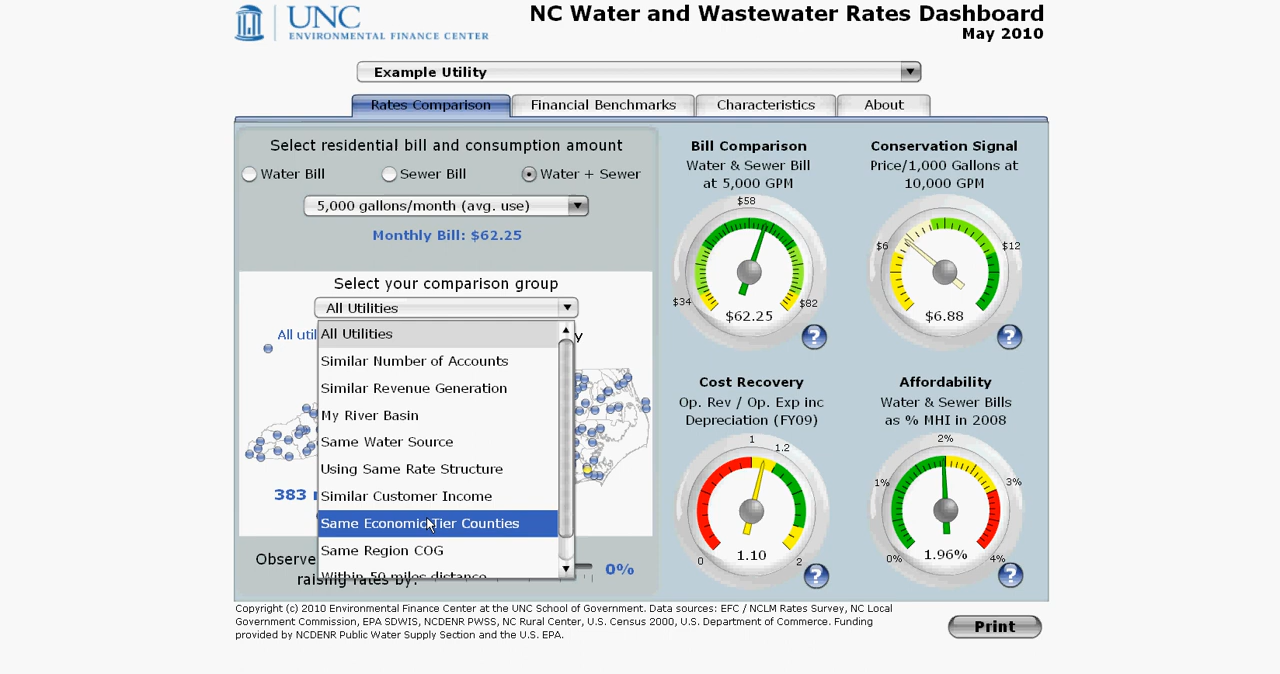 UNC
ENVIRONMENTAL FINANCE CENTER
NC Water and Wastewater Rates Dashboard
May 2010
Example Utility
Rates Comparison
Financial Benchmarks
Characteristics
About
Select residential bill and consumption amount
Water Bill
Sewer Bill
Water + Sewer
5,000 gallons/month (avg. use)
Monthly Bill: $62.25
Select your comparison group
All Utilities
All util
y
All Utilities
Similar Number of Accounts
Similar Revenue Generation
My River Basin
Same Water Source
Using Same Rate Structure
Similar Customer Income
Same Economic Tier Counties
Same Region COG
Within 50 miles distance
383
Observe
raising rates by:
0%
Bill Comparison
Water & Sewer Bill
at 5,000 GPM
$58
$34
$82
$62.25
?
Conservation Signal
Price/1,000 Gallons at
10,000 GPM
$6
$12
$6.88
?
Cost Recovery
Op. Rev / Op. Exp inc
Depreciation (FY09)
1
1.2
0
2
1.10
?
Affordability
Water & Sewer Bills
as % MHI in 2008
2%
1%
3%
0%
4%
1.96%
?
Copyright (c) 2010 Environmental Finance Center at the UNC School of Government. Data sources: EFC / NCLM Rates Survey, NC Local
Government Commission, EPA SDWIS, NCDENR PWSS, NC Rural Center, U.S. Census 2000, U.S. Department of Commerce. Funding
provided by NCDENR Public Water Supply Section and the U.S. EPA.
Print